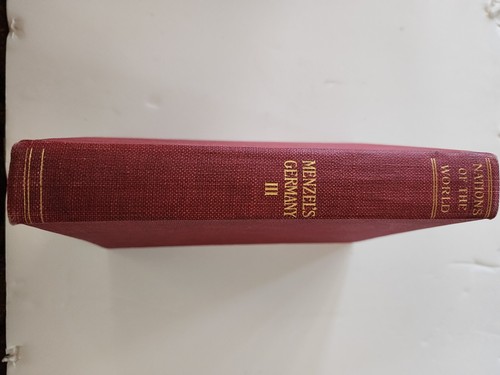 NATIONS
OF THE
WORLD
MENZEL'S
GERMANY
III